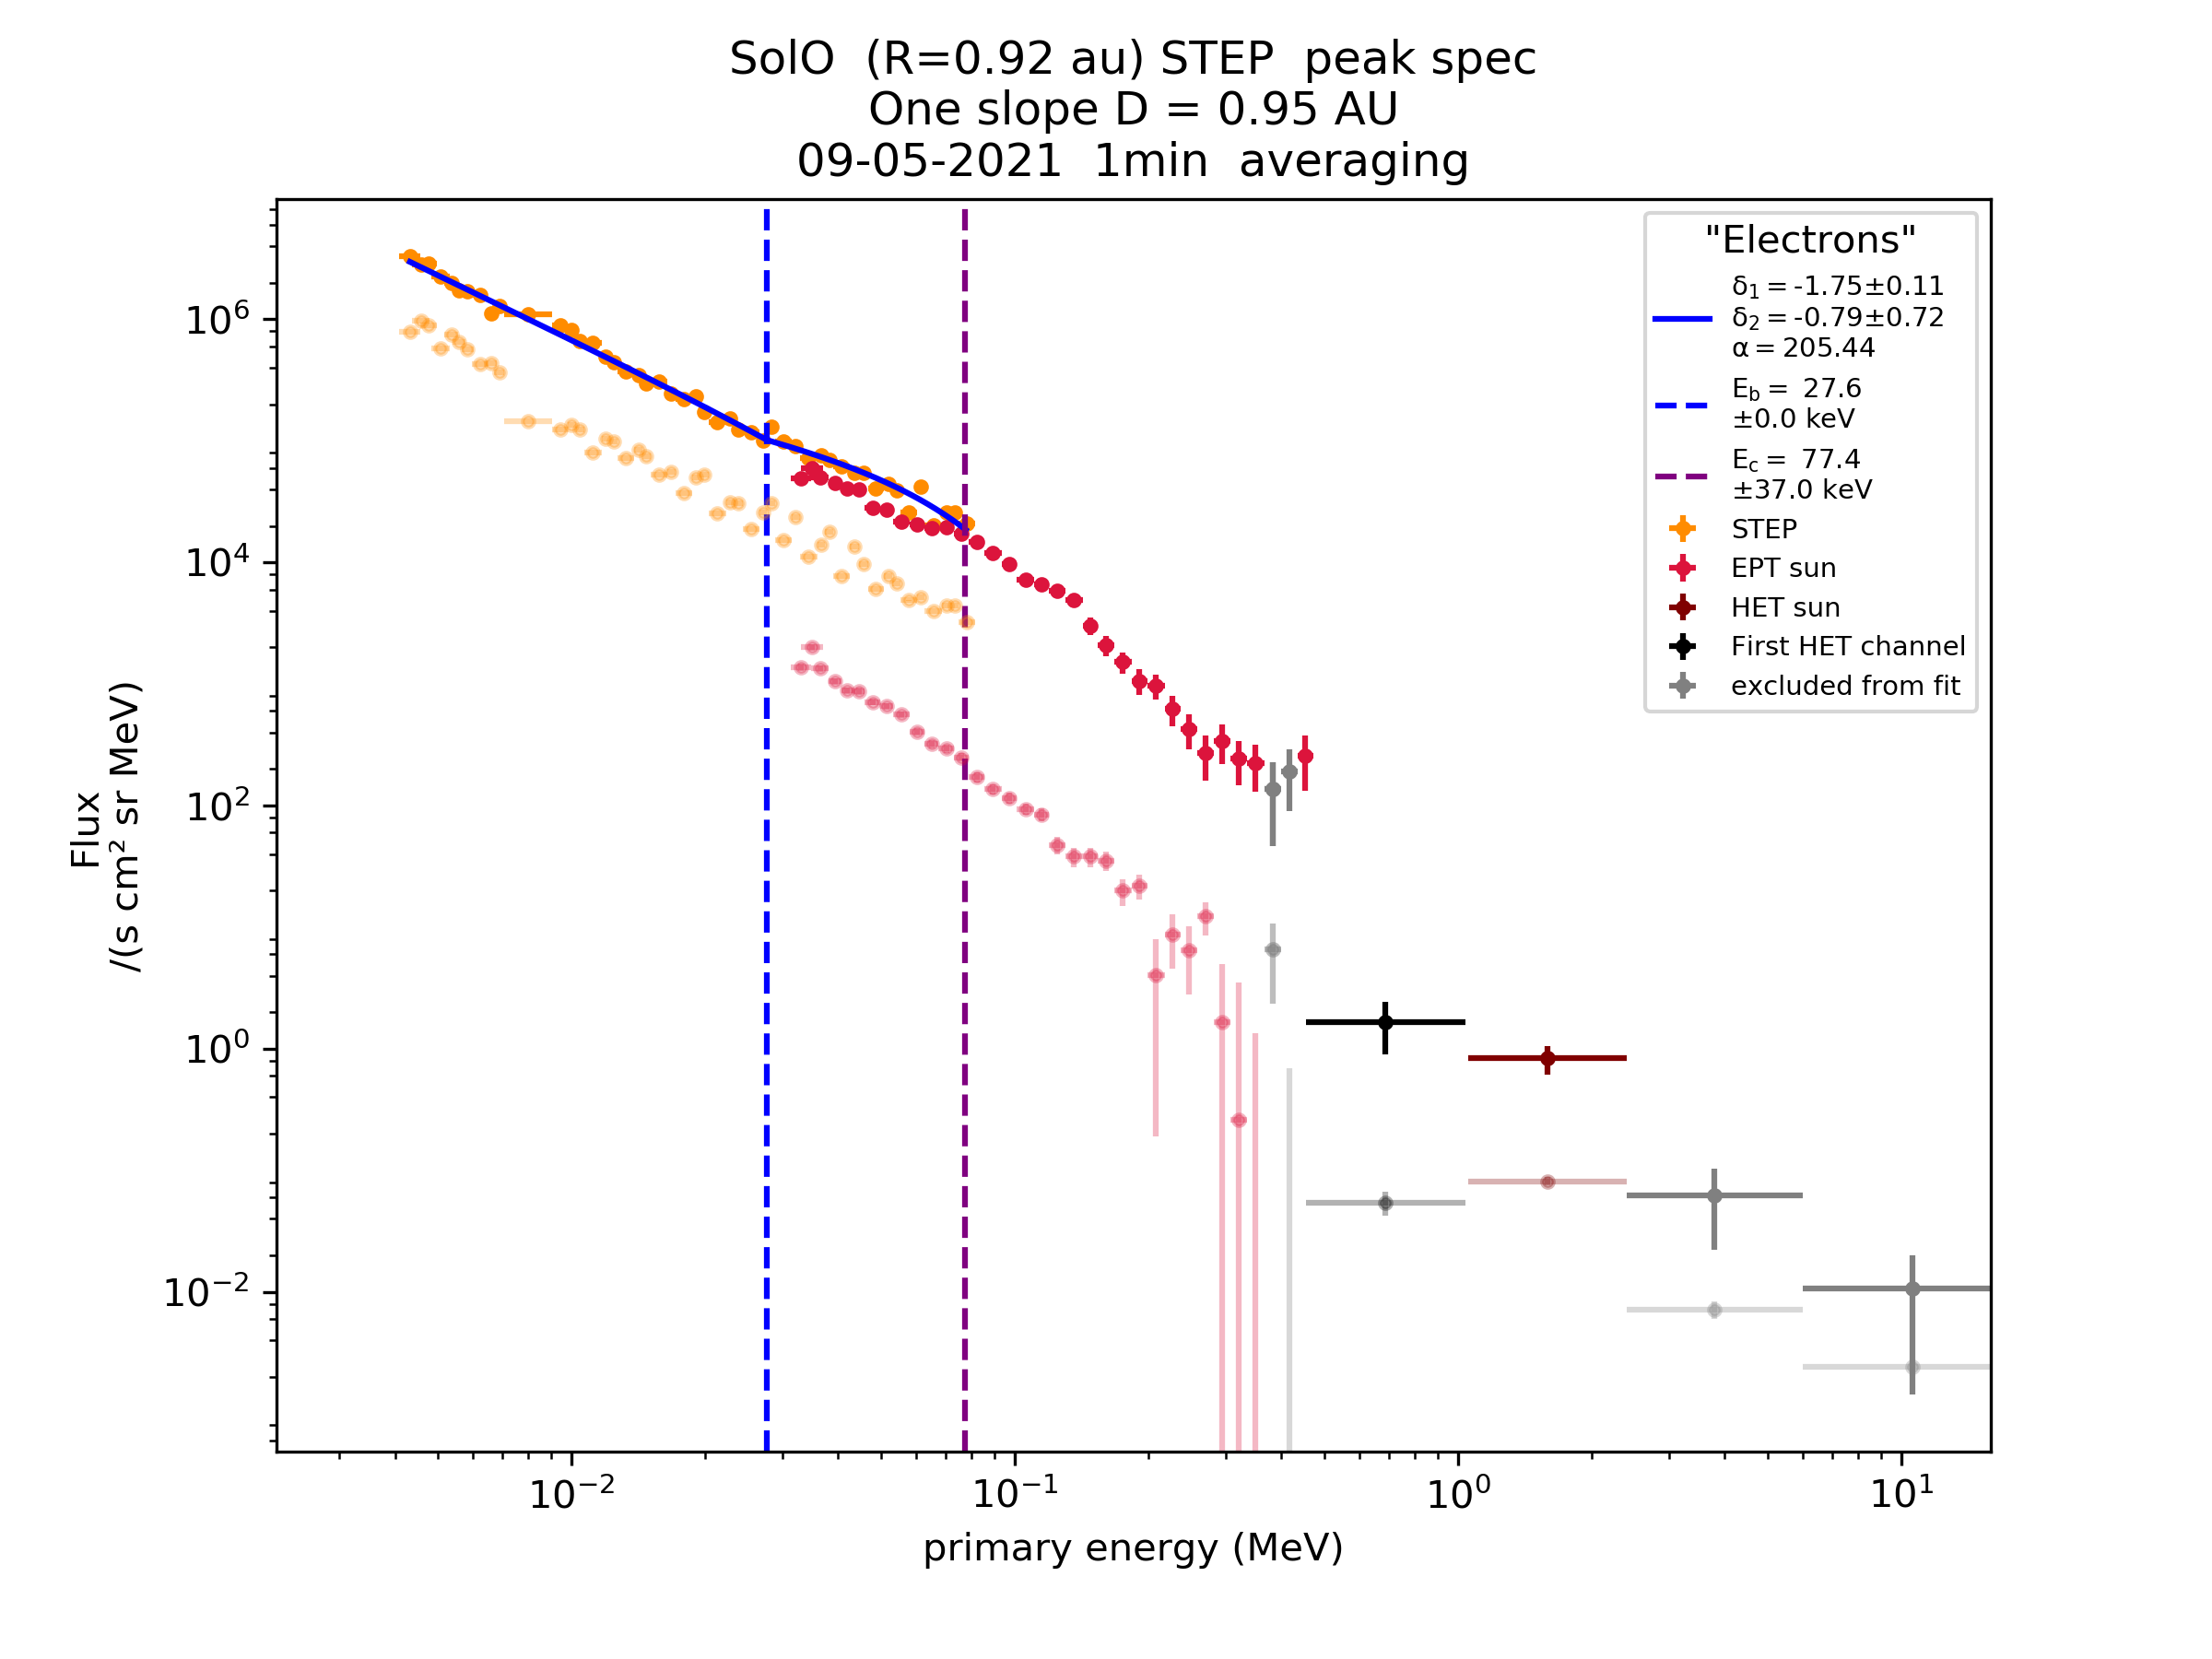 SolO (R=0.92 au) STEP peak spec
One slope D = 0.95 AU
09-05-2021 1min averaging
"Electrons"
δ₁ = -1.75±0.11
δ₂ = -0.79±0.72
α = 205.44
E_b = 27.6
±0.0 keV
E_c = 77.4
±37.0 keV
STEP
EPT sun
HET sun
First HET channel
excluded from fit
Flux
/(s cm² sr MeV)
10⁶
10⁴
10²
10⁰
10⁻²
10⁻²
10⁻¹
10⁰
10¹
primary energy (MeV)